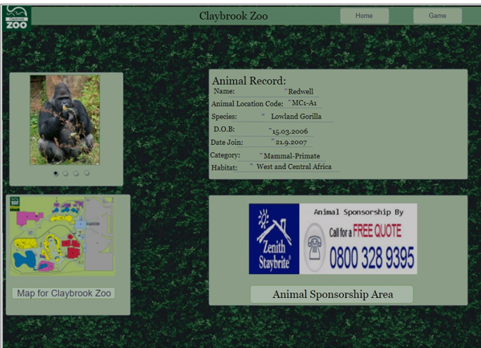 ZOO
Claybrook Zoo
Home
Game
Animal Record:
Name: Redwell
Animal Location Code: MC1-A1
Species: Lowland Gorilla
D.O.B: 15.03.2006
Date Join: 21.9.2007
Category: Mammal-Primate
Habitat: West and Central Africa
Map for Claybrook Zoo
Zenith
Staybrite
Animal Sponsorship By
Call for a FREE QUOTE
0800 328 9395
Animal Sponsorship Area